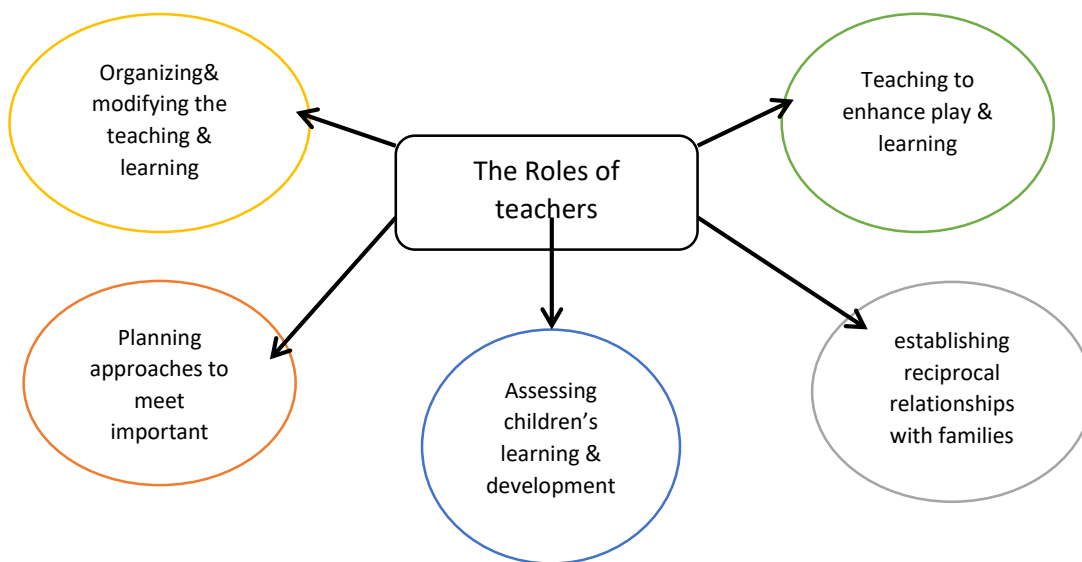 Organizing&
modifying the
teaching &
learning
Teaching to
enhance play &
learning
The Roles of
teachers
Planning
approaches to
meet
important
Assessing
children’s
learning &
development
establishing
reciprocal
relationships
with families